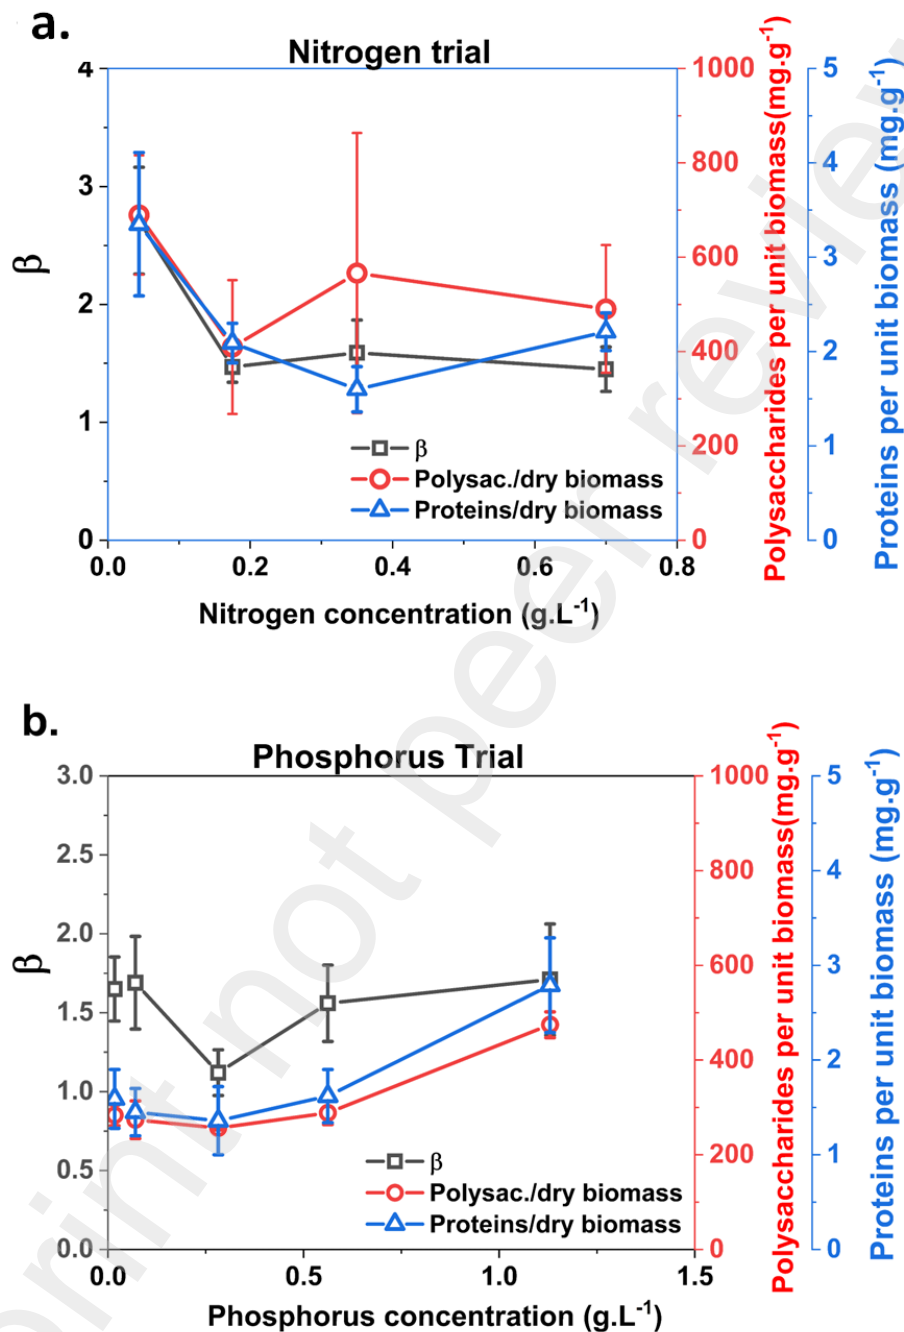 a.
Nitrogen trial
4
3
2
1
0
β
0.0
0.2
0.4
0.6
0.8
Nitrogen concentration (g.L-1)
1000
800
600
400
200
0
Polysaccharides per unit biomass(mg.g-1)
5
4
3
2
1
0
Proteins per unit biomass (mg.g-1)
β
Polysac./dry biomass
Proteins/dry biomass
b.
Phosphorus Trial
3.0
2.5
2.0
1.5
1.0
0.5
0.0
β
0.0
0.5
1.0
1.5
Phosphorus concentration (g.L-1)
1000
800
600
400
200
0
Polysaccharides per unit biomass(mg.g-1)
5
4
3
2
1
0
Proteins per unit biomass (mg.g-1)
β
Polysac./dry biomass
Proteins/dry biomass
print not peer review